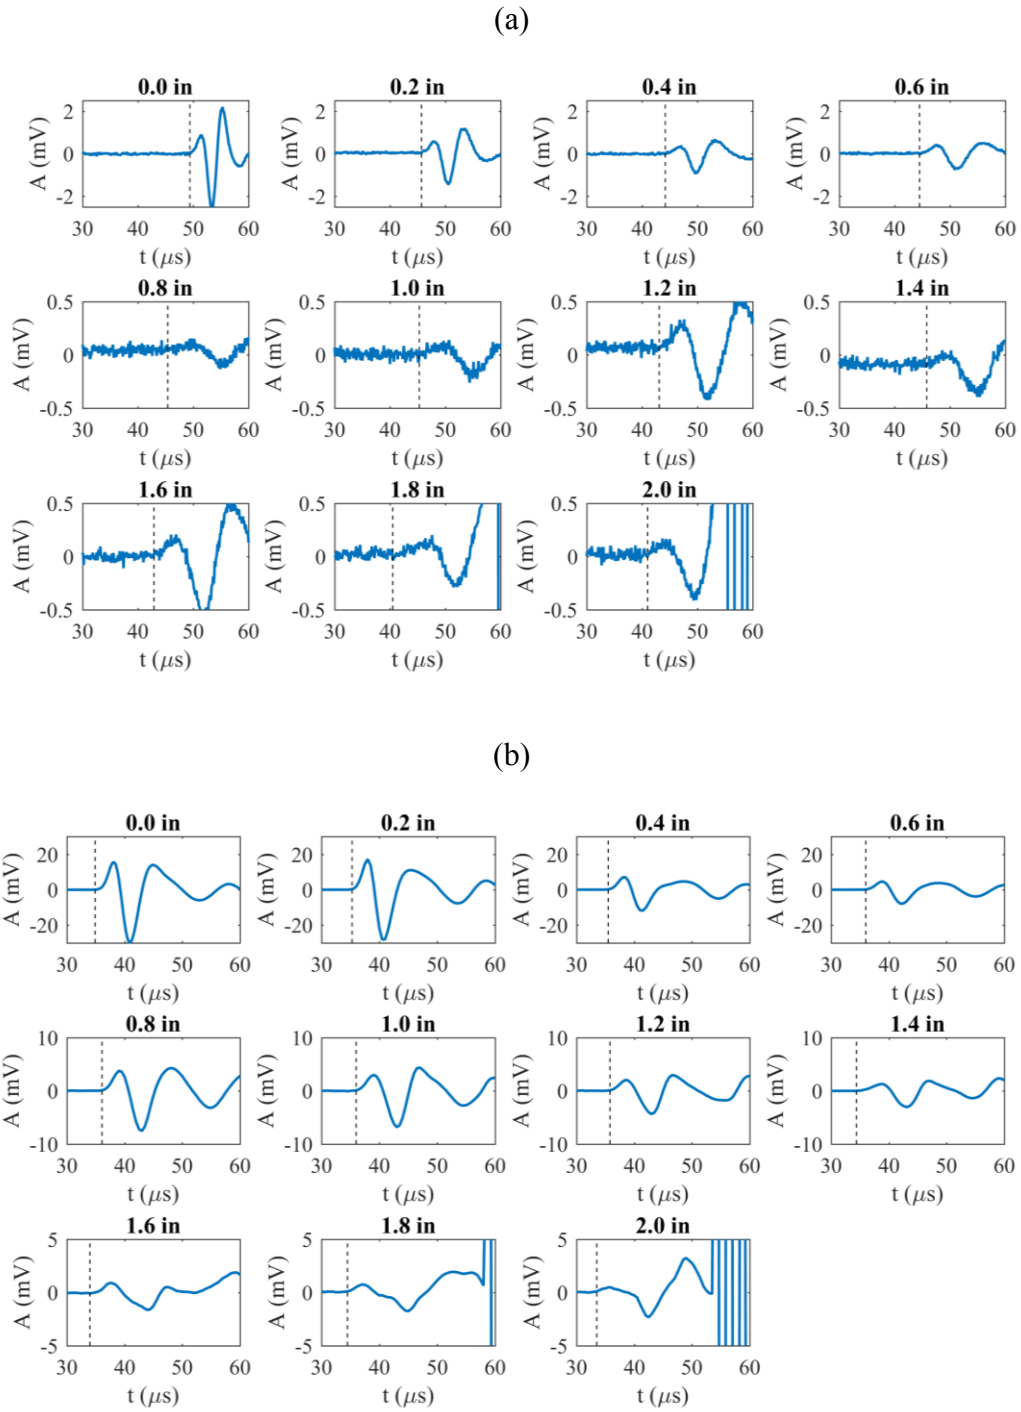 (a)
0.0 in 0.2 in 0.4 in 0.6 in
A (mV) 2 0 -2 A (mV) 2 0 -2 A (mV) 2 0 -2 A (mV) 2 0 -2
30 40 50 60 30 40 50 60 30 40 50 60 30 40 50 60
t (μs) t (μs) t (μs) t (μs)
0.8 in 1.0 in 1.2 in 1.4 in
A (mV) 0.5 0 -0.5 A (mV) 0.5 0 -0.5 A (mV) 0.5 0 -0.5 A (mV) 0.5 0 -0.5
30 40 50 60 30 40 50 60 30 40 50 60 30 40 50 60
t (μs) t (μs) t (μs) t (μs)
1.6 in 1.8 in 2.0 in
A (mV) 0.5 0 -0.5 A (mV) 0.5 0 -0.5 A (mV) 0.5 0 -0.5
30 40 50 60 30 40 50 60 30 40 50 60
t (μs) t (μs) t (μs)
(b)
0.0 in 0.2 in 0.4 in 0.6 in
A (mV) 20 0 -20 A (mV) 20 0 -20 A (mV) 20 0 -20 A (mV) 20 0 -20
30 40 50 60 30 40 50 60 30 40 50 60 30 40 50 60
t (μs) t (μs) t (μs) t (μs)
0.8 in 1.0 in 1.2 in 1.4 in
A (mV) 10 0 -10 A (mV) 10 0 -10 A (mV) 10 0 -10 A (mV) 10 0 -10
30 40 50 60 30 40 50 60 30 40 50 60 30 40 50 60
t (μs) t (μs) t (μs) t (μs)
1.6 in 1.8 in 2.0 in
A (mV) 5 0 -5 A (mV) 5 0 -5 A (mV) 5 0 -5
30 40 50 60 30 40 50 60 30 40 50 60
t (μs) t (μs) t (μs)